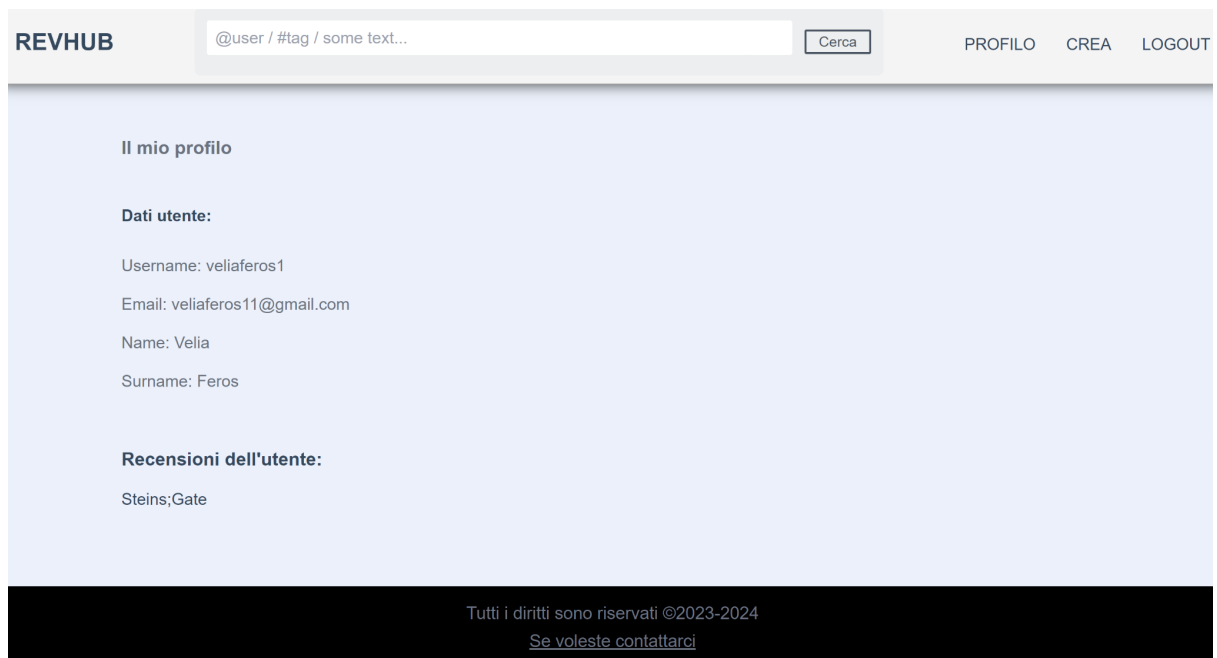 REVHUB
@user / #tag / some text...
Cerca
PROFILO CREA LOGOUT
Il mio profilo
Dati utente:
Username: veliaferos1
Email: veliaferos11@gmail.com
Name: Velia
Surname: Feros
Recensioni dell'utente:
Steins;Gate
Tutti i diritti sono riservati ©2023-2024
Se voleste contattarci